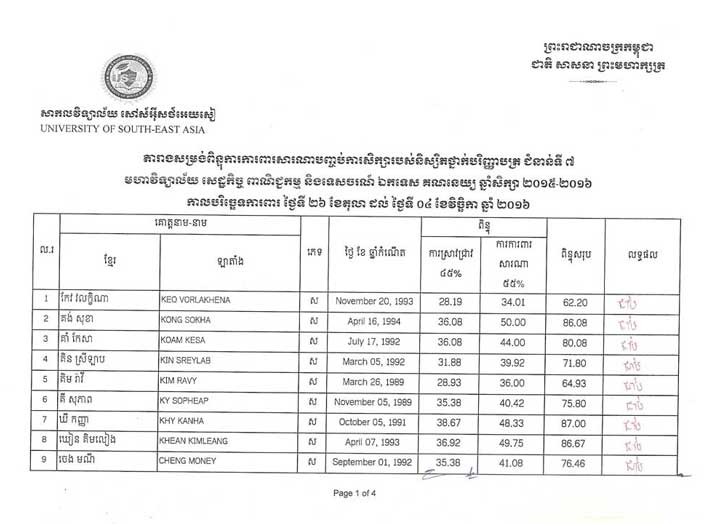 ព្រះរាជាណាចក្រកម្ពុជា
ជាតិ សាសនា ព្រះមហាក្សត្រ
សាកលវិទ្យាល័យ សៅស៍អ៊ីសថ៍អេយសៀ
UNIVERSITY OF SOUTH-EAST ASIA
តារាងសម្រង់ពិន្ទុការការពារសារណាបញ្ចប់ការសិក្សារបស់និស្សិតថ្នាក់បរិញ្ញាបត្រ ជំនាន់ទី ៧
មហាវិទ្យាល័យ សេដ្ឋកិច្ច ពាណិជ្ជកម្ម និងទេសចរណ៍ ឯកទេស គណនេយ្យ ឆ្នាំសិក្សា ២០១៥-២០១៦
កាលបរិច្ឆេទការពារ ថ្ងៃទី ២៦ ខែតុលា ដល់ ថ្ងៃទី ០៤ ខែវិច្ឆិកា ឆ្នាំ ២០១៦
ល.រ គោត្តនាម-នាម ភេទ ថ្ងៃ ខែ ឆ្នាំកំណើត ពិន្ទុ ពិន្ទុសរុប លទ្ធផល
ខ្មែរ ឡាតាំង ការស្រាវជ្រាវ ៤៥% ការការពារ សារណា ៥៥%
1 កែវ វលក្ខិណា KEO VORLAKHENA ស November 20, 1993 28.19 34.01 62.20 ជាប់
2 គង់ សុខា KONG SOKHA ស April 16, 1994 36.08 50.00 86.08 ជាប់
3 គាំ កែសា KOAM KESA ស July 17, 1992 36.08 44.00 80.08 ជាប់
4 គិន ស្រីឡាប KIN SREYLAB ស March 05, 1992 31.88 39.92 71.80 ជាប់
5 គិម រ៉ាវី KIM RAVY ស March 26, 1989 28.93 36.00 64.93 ជាប់
6 គី សុភាព KY SOPHEAP ស November 05, 1989 35.38 40.42 75.80 ជាប់
7 ឃី កញ្ញា KHY KANHA ស October 05, 1991 38.67 48.33 87.00 ជាប់
8 ឃៀន គិមលៀង KHEAN KIMLEANG ស April 07, 1993 36.92 49.75 86.67 ជាប់
9 ចេង មណី CHENG MONEY ស September 01, 1992 35.38 41.08 76.46 ជាប់
Page 1 of 4